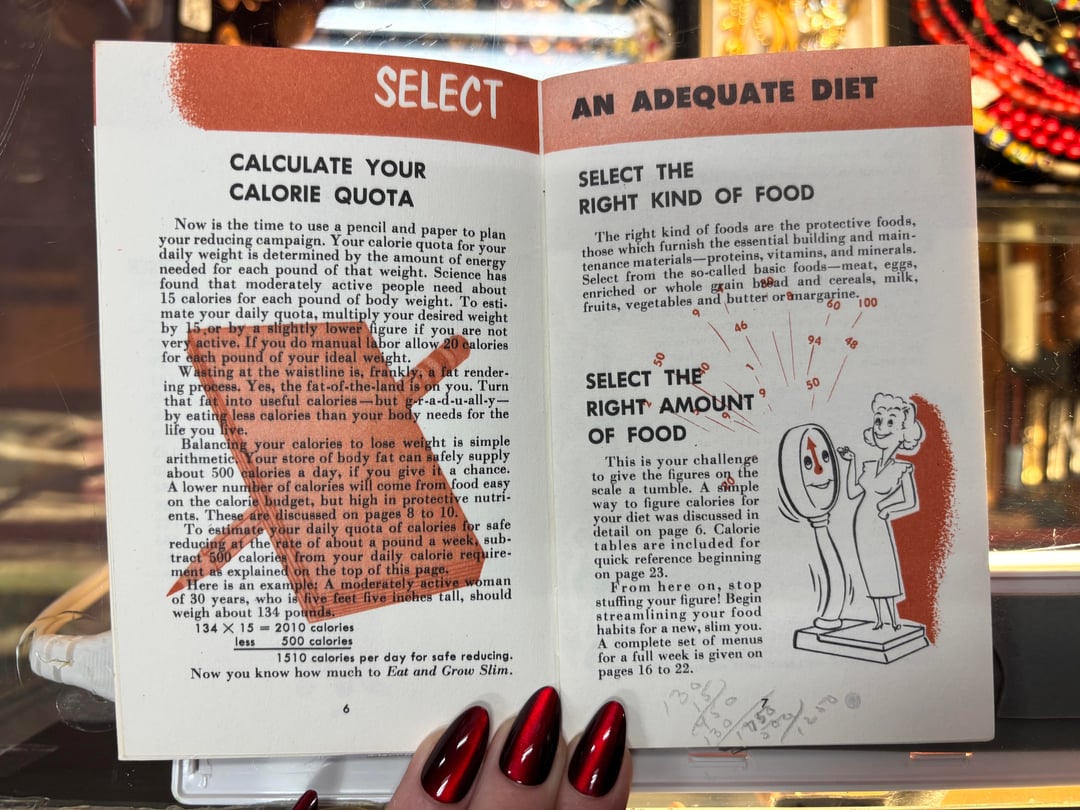 SELECT
CALCULATE YOUR
CALORIE QUOTA
Now is the time to use a pencil and paper to plan
your reducing campaign. Your calorie quota for your
daily weight is determined by the amount of energy
needed for each pound of that weight. Science has
found that moderately active people need about
15 calories for each pound of body weight. To esti-
mate your daily quota, multiply your desired weight
by 15 or by a slightly lower figure if you are not
very active. If you do manual labor allow 20 calories
for each pound of your ideal weight.
Wasting at the waistline is, frankly, a fat render-
ing process. Yes, the fat-of-the-land is on you. Turn
that fat into useful calories—but g-r-a-d-u-all-y—
by eating less calories than your body needs for the
life you live.
Balancing your calories to lose weight is simple
arithmetic. Your store of body fat can safely supply
about 500 calories a day, if you give it a chance.
A lower number of calories will come from food easy
on the calorie budget, but high in protective nutri-
ents. These are discussed on pages 8 to 10.
To estimate your daily quota of calories for safe
reducing at the rate of about a pound a week, sub-
tract 500 calories from your daily calorie require-
ment as explained on the top of this page.
Here is an example: A moderately active woman
of 30 years, who is five feet five inches tall, should
weigh about 134 pounds.
134 × 15 = 2010 calories
less 500 calories
1510 calories per day for safe reducing.
Now you know how much to Eat and Grow Slim.
6
AN ADEQUATE DIET
SELECT THE
RIGHT KIND OF FOOD
The right kind of foods are the protective foods,
those which furnish the essential building and main-
tenance materials—proteins, vitamins, and minerals.
Select from the so-called basic foods—meat, eggs,
enriched or whole grain bread and cereals, milk,
fruits, vegetables and butter or margarine.
9 46 60 100
94 48
50 40 1 9 50
SELECT THE
RIGHT AMOUNT
OF FOOD
This is your challenge
to give the figures on the
scale a tumble. A simple
way to figure calories for
your diet was discussed in
detail on page 6. Calorie
tables are included for
quick reference beginning
on page 23.
From here on, stop
stuffing your figure! Begin
streamlining your food
habits for a new, slim you.
A complete set of menus
for a full week is given on
pages 16 to 22.
7